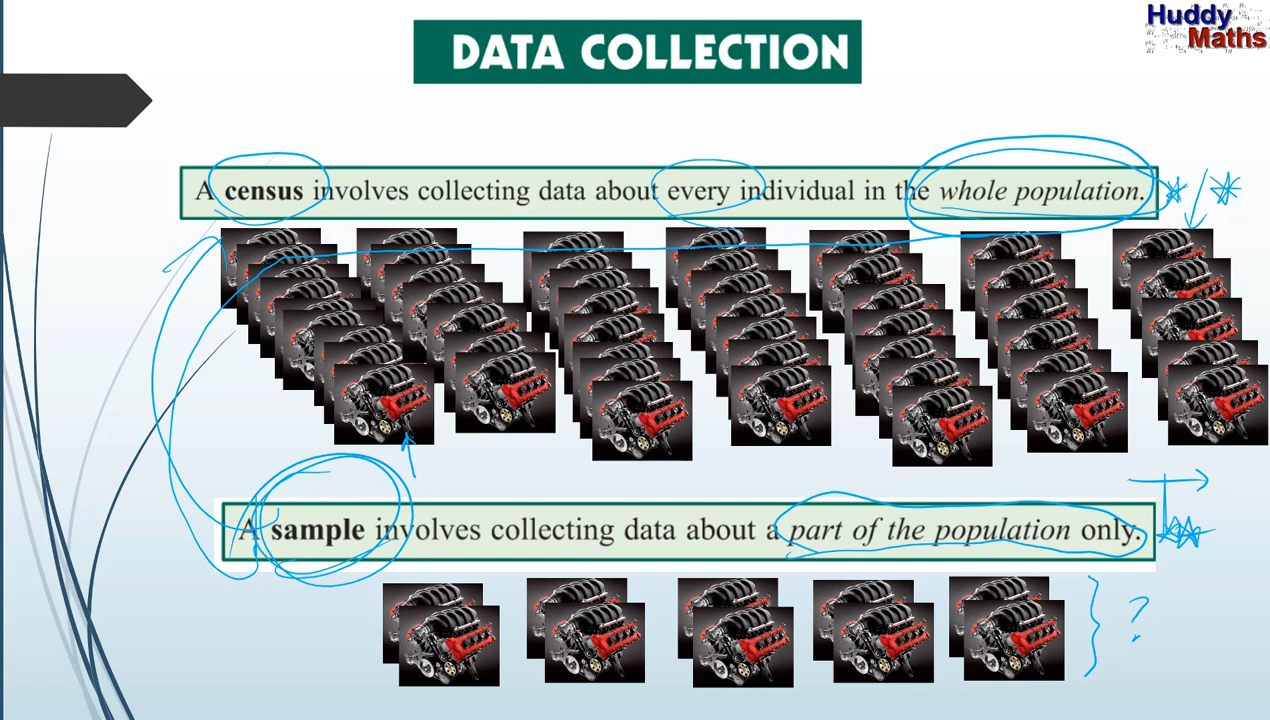 Huddy
Maths
DATA COLLECTION
A census involves collecting data about every individual in the whole population.
A sample involves collecting data about a part of the population only.
?